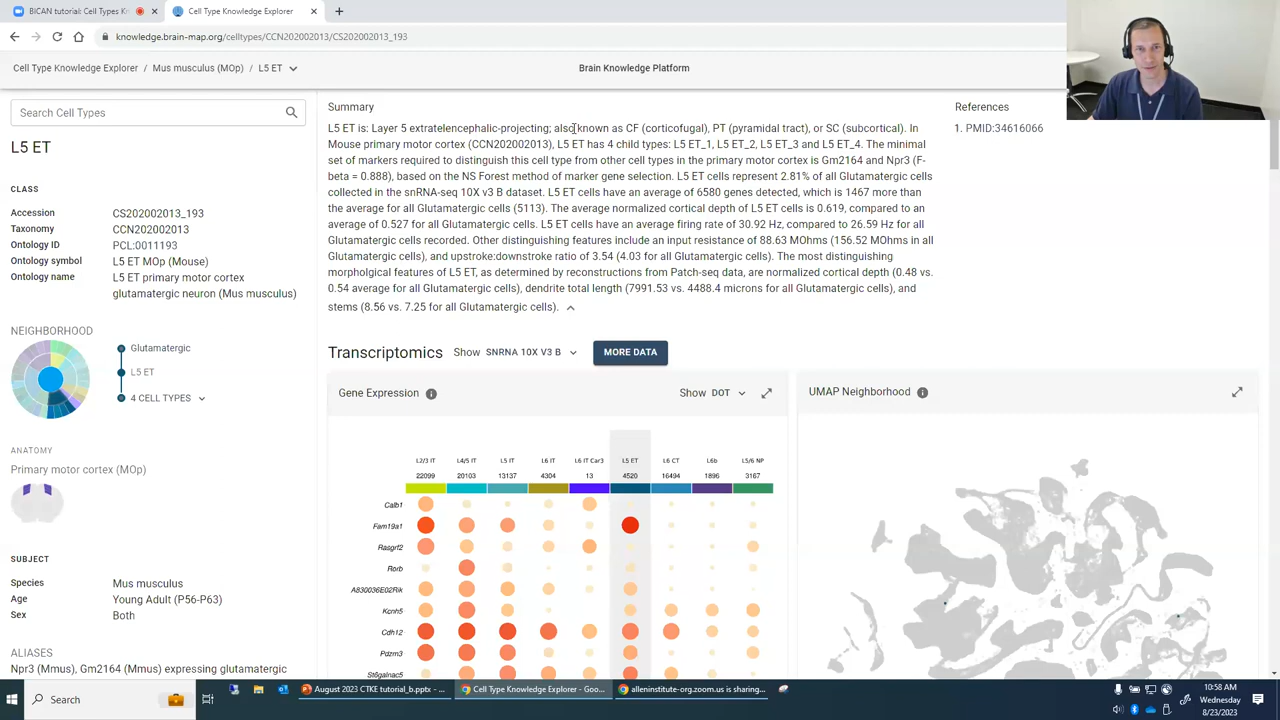 BICAN tutorial: Cell Types K
Cell Type Knowledge Explorer
knowledge.brain-map.org/celltypes/CCN202002013/CS202002013_193
Cell Type Knowledge Explorer / Mus musculus (MOp) / L5 ET
Brain Knowledge Platform
Search Cell Types
L5 ET
CLASS
Accession CS202002013_193
Taxonomy CCN202002013
Ontology ID PCL:0011193
Ontology symbol L5 ET MOp (Mouse)
Ontology name L5 ET primary motor cortex
glutamatergic neuron (Mus musculus)
NEIGHBORHOOD
Glutamatergic
L5 ET
4 CELL TYPES
ANATOMY
Primary motor cortex (MOp)
SUBJECT
Species Mus musculus
Age Young Adult (P56-P63)
Sex Both
ALIASES
Npr3 (Mmus), Gm2164 (Mmus) expressing glutamatergic
Summary
L5 ET is: Layer 5 extratelencephalic-projecting; also known as CF (corticofugal), PT (pyramidal tract), or SC (subcortical). In
Mouse primary motor cortex (CCN202002013), L5 ET has 4 child types: L5 ET_1, L5 ET_2, L5 ET_3 and L5 ET_4. The minimal
set of markers required to distinguish this cell type from other cell types in the primary motor cortex is Gm2164 and Npr3 (F-
beta = 0.888), based on the NS Forest method of marker gene selection. L5 ET cells represent 2.81% of all Glutamatergic cells
collected in the snRNA-seq 10X v3 B dataset. L5 ET cells have an average of 6580 genes detected, which is 1467 more than
the average for all Glutamatergic cells (5113). The average normalized cortical depth of L5 ET cells is 0.619, compared to an
average of 0.527 for all Glutamatergic cells. L5 ET cells have an average firing rate of 30.92 Hz, compared to 26.59 Hz for all
Glutamatergic cells recorded. Other distinguishing features include an input resistance of 88.63 MOhms (156.52 MOhms in all
Glutamatergic cells), and upstroke:downstroke ratio of 3.54 (4.03 for all Glutamatergic cells). The most distinguishing
morpholgical features of L5 ET, as determined by reconstructions from Patch-seq data, are normalized cortical depth (0.48 vs.
0.54 average for all Glutamatergic cells), dendrite total length (7991.53 vs. 4488.4 microns for all Glutamatergic cells), and
stems (8.56 vs. 7.25 for all Glutamatergic cells).
References
1. PMID:34616066
Transcriptomics Show SNRNA 10X V3 B MORE DATA
Gene Expression Show DOT
L2/3 IT L4/5 IT L5 IT L6 IT L6 IT Car3 L5 ET L6 CT L6b L5/6 NP
22099 20103 13137 4304 13 4520 16494 1896 3167
Calb1
Fam19a1
Rasgrf2
Rorb
A830036E02Rik
Kcnh5
Cdh12
Pdzrn3
St6galnac5
UMAP Neighborhood
Search
August 2023 CTKE tutorial_b.pptx - ...
Cell Type Knowledge Explorer - Goo...
alleninstitute-org.zoom.us is sharing...
10:58 AM
Wednesday
8/23/2023